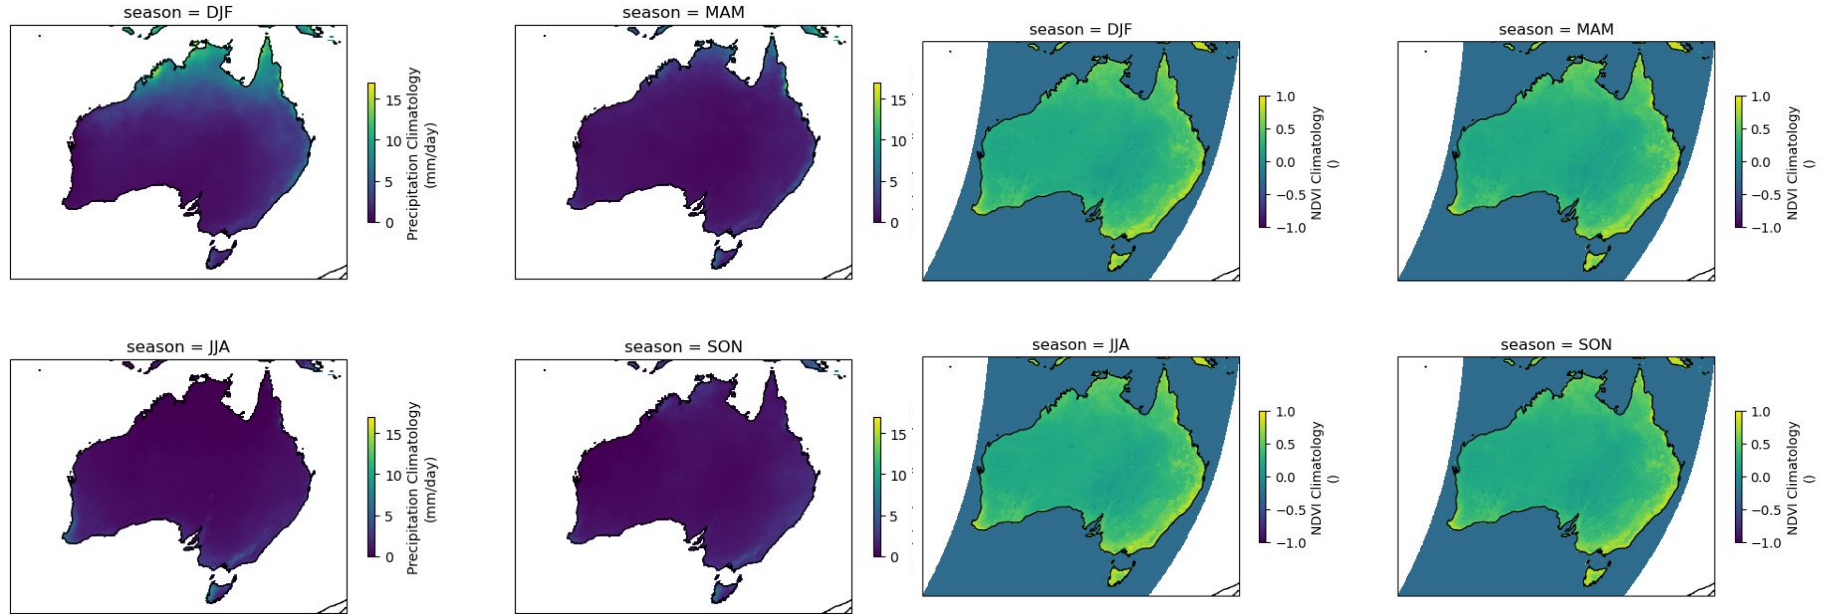 season = DJF
15
10
5
0
Precipitation Climatology
(mm/day)
season = MAM
15
10
5
0
season = DJF
1.0
0.5
0.0
−0.5
−1.0
NDVI Climatology
()
season = MAM
1.0
0.5
0.0
−0.5
−1.0
NDVI Climatology
()
season = JJA
15
10
5
0
Precipitation Climatology
(mm/day)
season = SON
15
10
5
0
season = JJA
1.0
0.5
0.0
−0.5
−1.0
NDVI Climatology
()
season = SON
1.0
0.5
0.0
−0.5
−1.0
NDVI Climatology
()